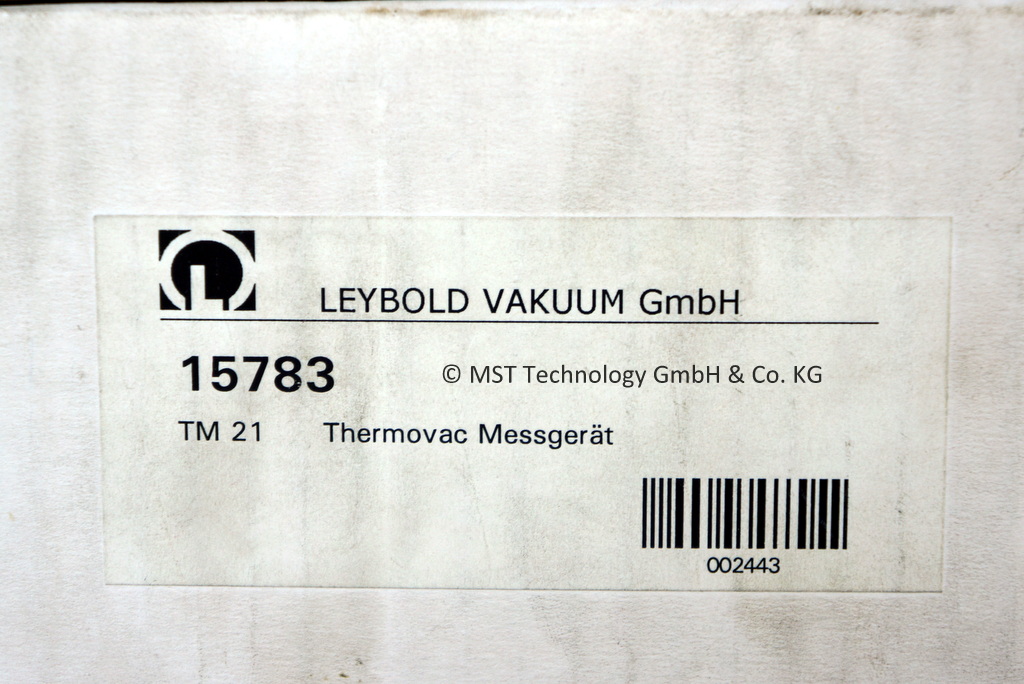 L
LEYBOLD VAKUUM GmbH
15783
© MST Technology GmbH & Co. KG
TM 21 Thermovac Messgerät
002443